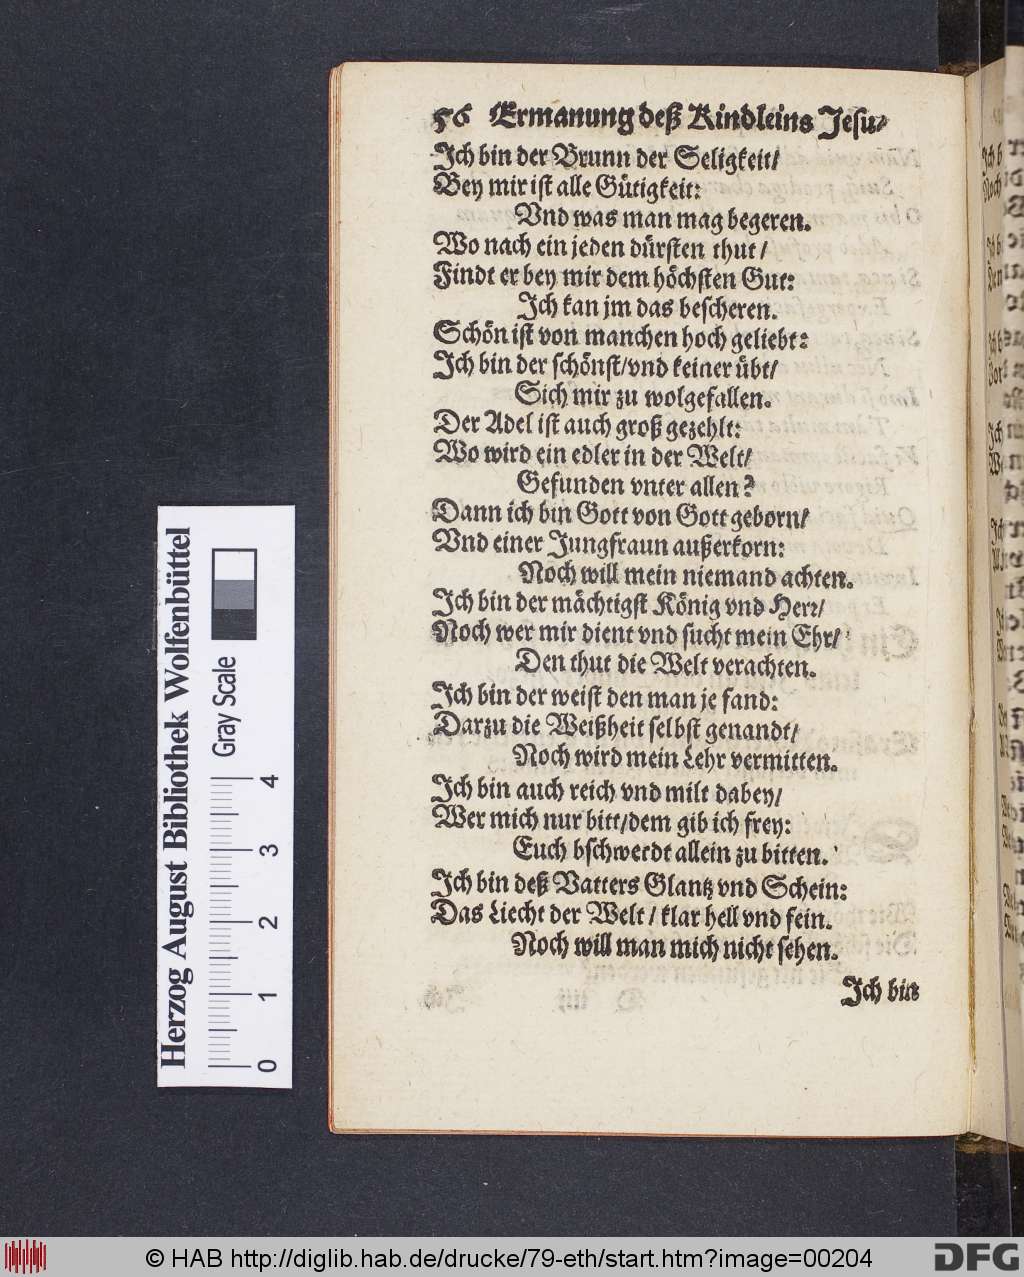 56 Ermanung deß Kindleins Jesu/
Ich bin der Brunn der Seligkeit/
Bey mir ist alle Gütigkeit:
Vnd was man mag begeren.
Wo nach ein jeden dürsten thut/
Findt er bey mir dem höchsten Gut:
Ich kan jm das bescheren.
Schön ist von manchen hoch geliebt:
Ich bin der schönst/vnd keiner übt/
Sich mir zu wolgefallen.
Der Adel ist auch groß gezehlt:
Wo wird ein edler in der Welt/
Gefunden vnter allen?
Dann ich bin Gott von Gott geborn/
Vnd einer Jungfraun außerkorn:
Noch will mein niemand achten.
Ich bin der mächtigst König vnd Herr/
Noch wer mir dient vnd sucht mein Ehr/
Den thut die Welt verachten.
Ich bin der weist den man je fand:
Darzu die Weißheit selbst genandt/
Noch wird mein Lehr vermitten.
Ich bin auch reich vnd milt dabey/
Wer mich nur bitt/dem gib ich frey:
Euch bschwerdt allein zu bitten.
Ich bin deß Vatters Glantz vnd Schein:
Das Liecht der Welt / klar hell vnd fein.
Noch will man mich nicht sehen.
Ich bin
Herzog August Bibliothek Wolfenbüttel
Gray Scale
0 1 2 3 4
© HAB http://diglib.hab.de/drucke/79-eth/start.htm?image=00204
DFG